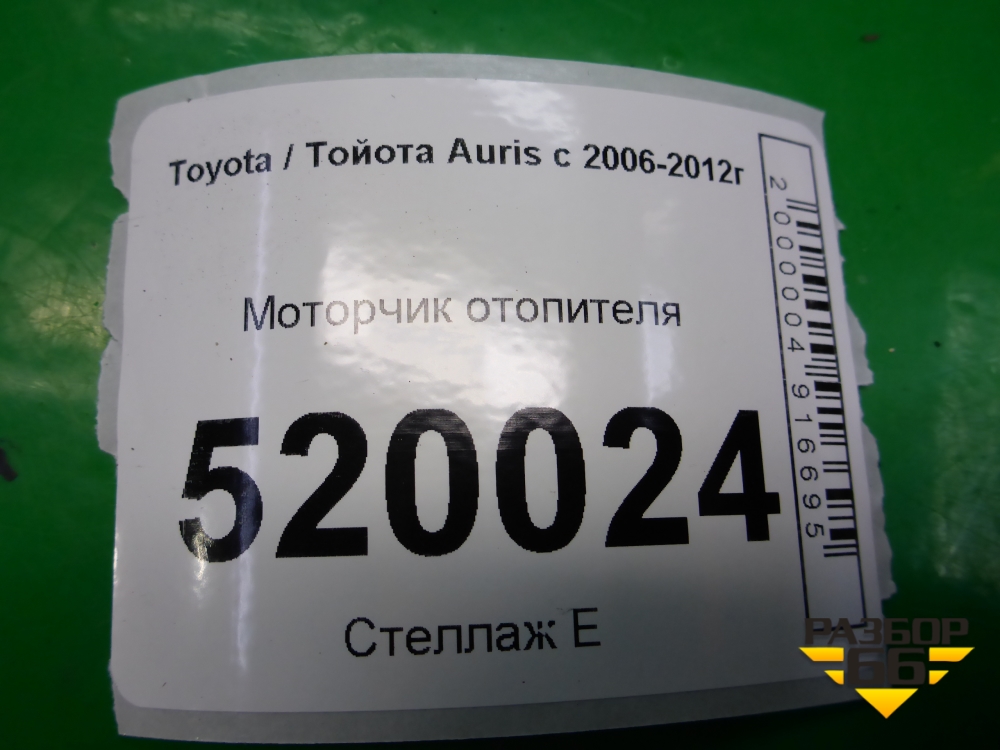 Toyota / Тойота Auris с 2006-2012г
Моторчик отопителя
520024
Стеллаж Е
2000004916695
РАЗБОР
66